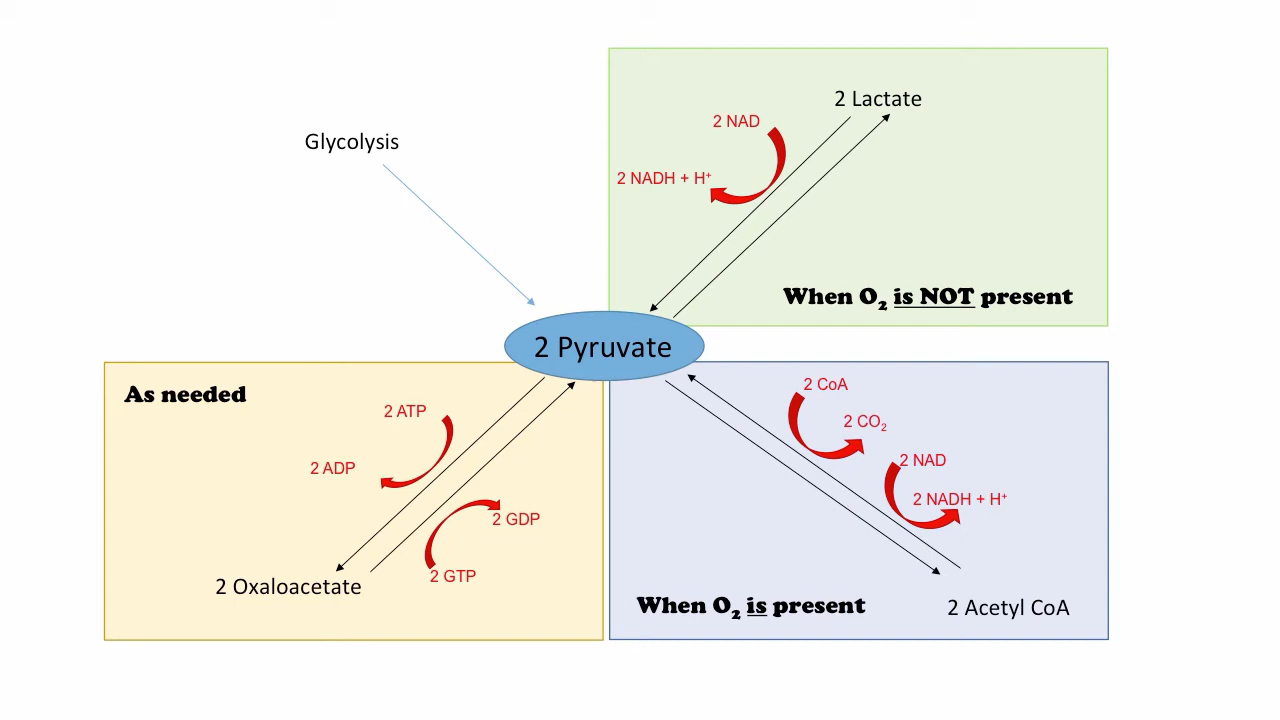 2 Lactate
2 NAD
Glycolysis
2 NADH + H⁺
When O₂ is NOT present
2 Pyruvate
As needed
2 CoA
2 ATP
2 CO₂
2 NAD
2 ADP
2 NADH + H⁺
2 GDP
2 GTP
2 Oxaloacetate
When O₂ is present
2 Acetyl CoA